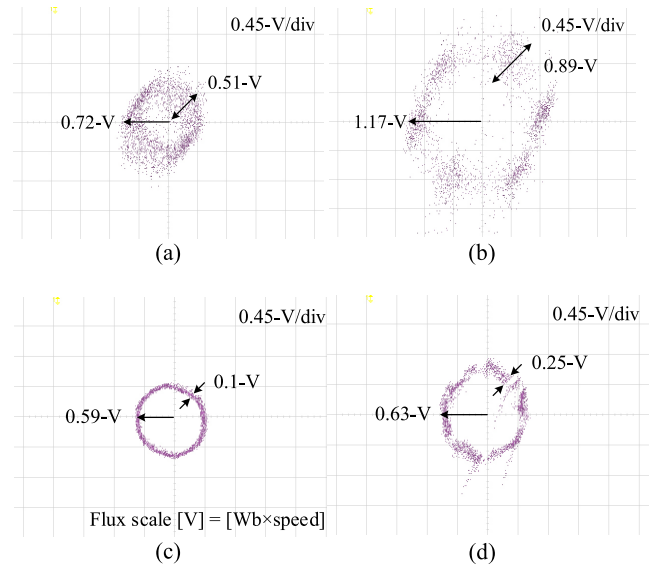 0.45-V/div
0.51-V
0.72-V
(a)
0.45-V/div
0.89-V
1.17-V
(b)
0.45-V/div
0.1-V
0.59-V
Flux scale [V] = [Wb×speed]
(c)
0.45-V/div
0.25-V
0.63-V
(d)